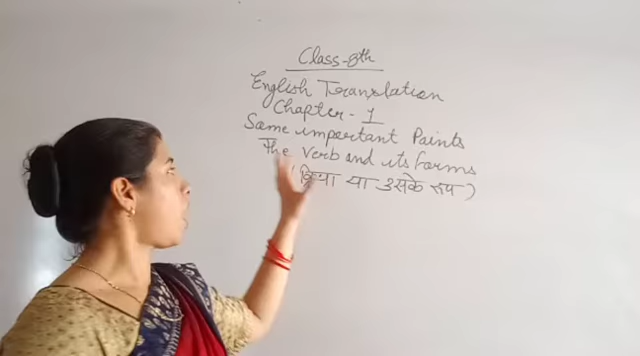 Class-8th
English Translation
Chapter - 1
Some important Points
The verb and its forms
(क्रिया या उसके रूप)